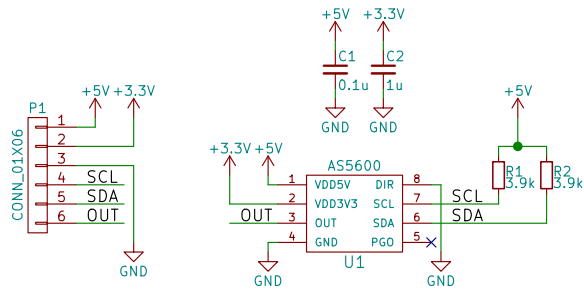 +5V
+3.3V
C1
0.1u
GND
C2
1u
GND
P1
CONN_01X06
+5V
+3.3V
1
2
3
4 SCL
5 SDA
6 OUT
GND
+3.3V
+5V
AS5600
1 VDD5V
2 VDD3V3
OUT 3 OUT
4 GND
DIR 8
SCL 7 SCL
SDA 6 SDA
PGO 5
U1
GND
GND
+5V
R1
3.9k
R2
3.9k